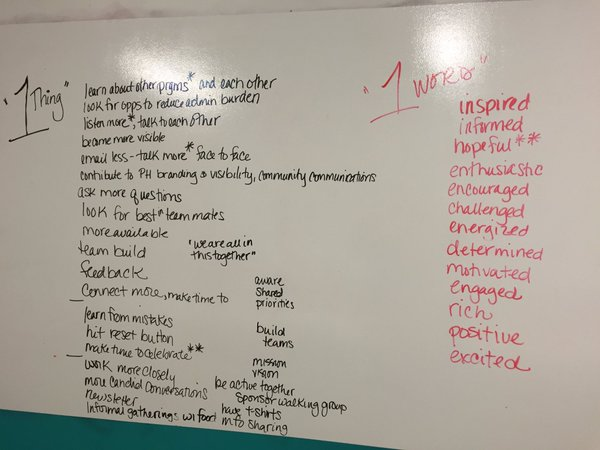 "1 Thing"
learn about other prgms* and each other
look for opps to reduce admin burden
listen more*, talk to each other
became more visible
email less - talk more* face to face
contribute to PH branding & visibility, community communications
ask more questions
look for best in team mates
more available
team build
"we are all in
this together"
feedback
connect more, make time to
aware
shared
priorities
learn from mistakes
hit reset button
build
teams
make time to celebrate**
mission
vision
work more closely
be active together
more candid conversations
sponsor walking group
newsletter
have t-shirts
informal gatherings w/ food
info sharing
"1 Word"
inspired
informed
hopeful**
enthusiastic
encouraged
challenged
energized
determined
motivated
engaged
rich
positive
excited